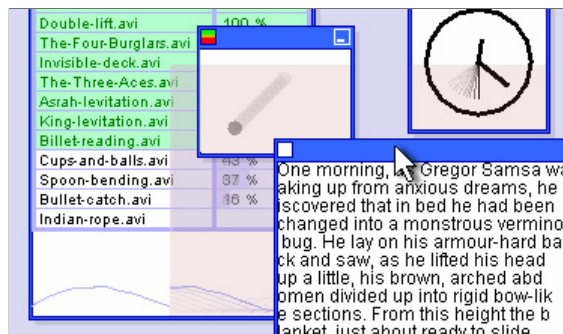 Double-lift.avi 100 %
The-Four-Burglars.avi
Invisible-deck.avi
The-Three-Aces.avi
Asrah-levitation.avi
King-levitation.avi
Billet-reading.avi
Cups-and-balls.avi %
Spoon-bending.avi 37 %
Bullet-catch.avi 16 %
Indian-rope.avi
One morning, Gregor Samsa wa
aking up from anxious dreams, he
iscovered that in bed he had been
changed into a monstrous vermino
bug. He lay on his armour-hard ba
ck and saw, as he lifted his head
up a little, his brown, arched abd
omen divided up into rigid bow-lik
e sections. From this height the b
lanket, just about ready to slide